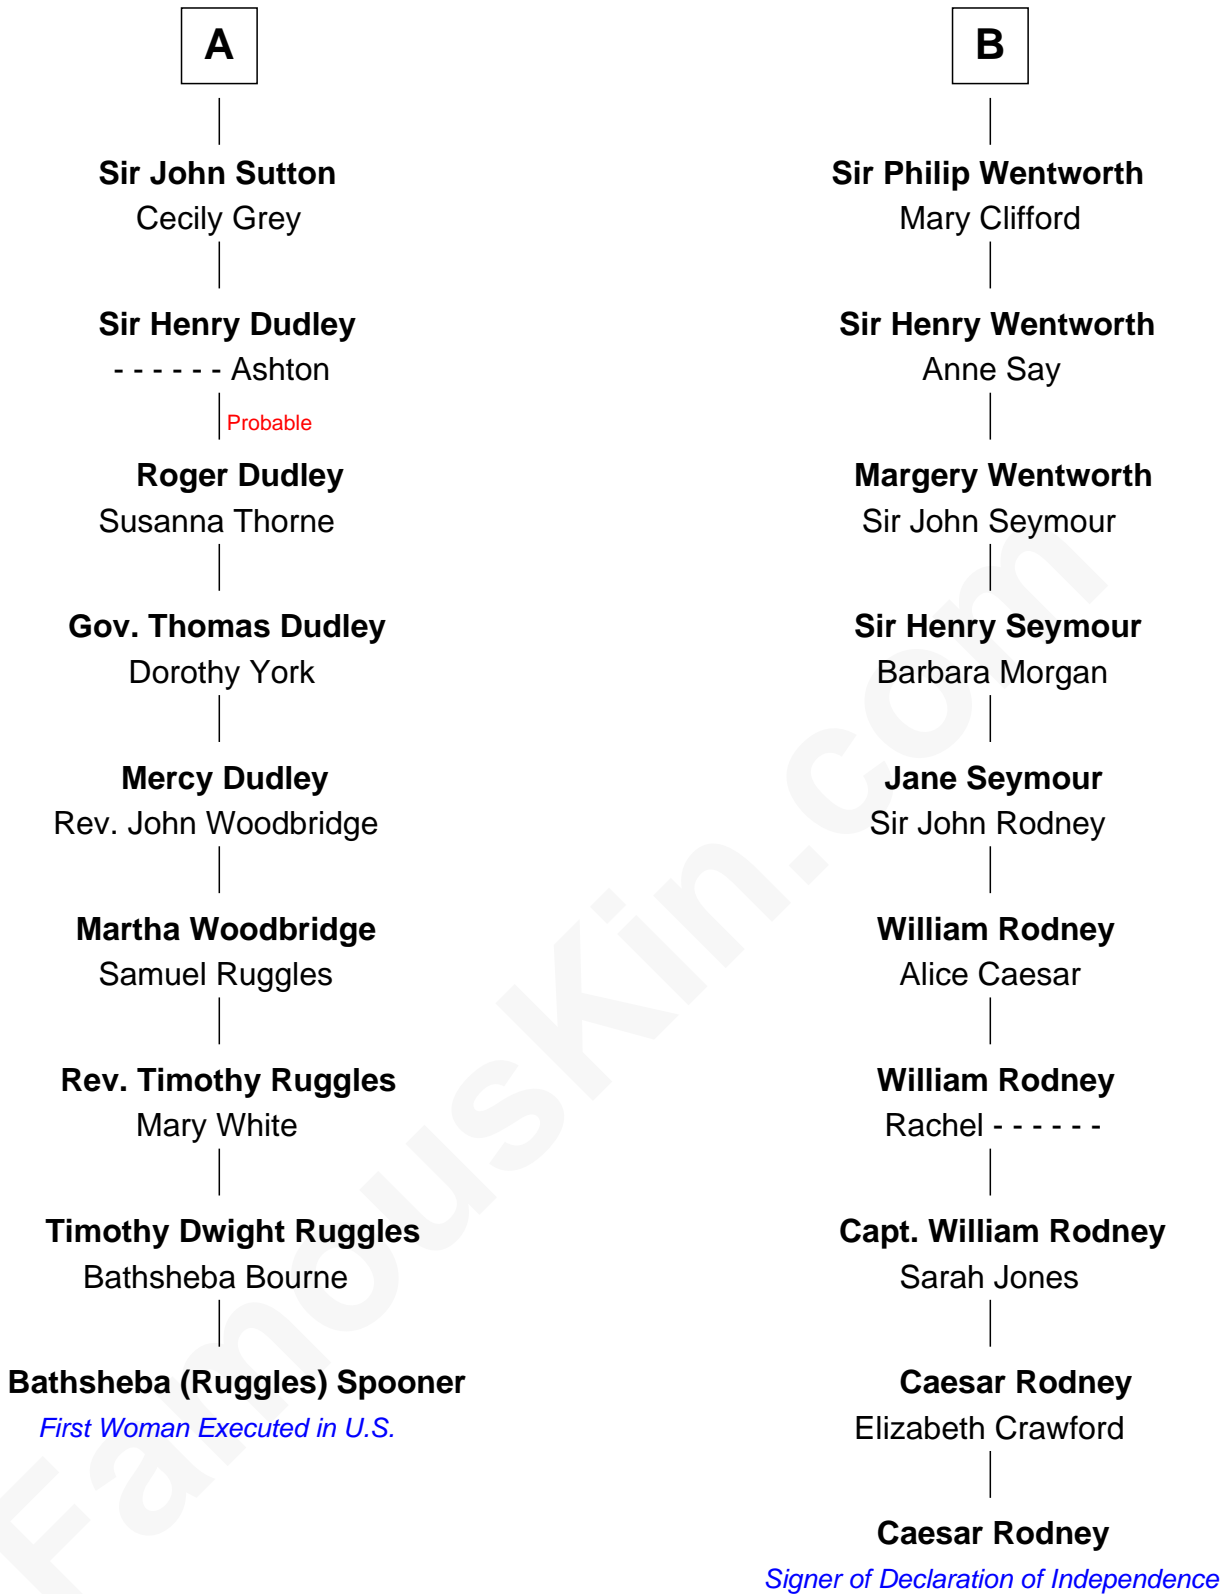 A
Sir John Sutton
Cecily Grey
Sir Henry Dudley
- - - - - - Ashton
Probable
Roger Dudley
Susanna Thorne
Gov. Thomas Dudley
Dorothy York
Mercy Dudley
Rev. John Woodbridge
Martha Woodbridge
Samuel Ruggles
Rev. Timothy Ruggles
Mary White
Timothy Dwight Ruggles
Bathsheba Bourne
Bathsheba (Ruggles) Spooner
First Woman Executed in U.S.
B
Sir Philip Wentworth
Mary Clifford
Sir Henry Wentworth
Anne Say
Margery Wentworth
Sir John Seymour
Sir Henry Seymour
Barbara Morgan
Jane Seymour
Sir John Rodney
William Rodney
Alice Caesar
William Rodney
Rachel - - - - - -
Capt. William Rodney
Sarah Jones
Caesar Rodney
Elizabeth Crawford
Caesar Rodney
Signer of Declaration of Independence
FamousKin.com